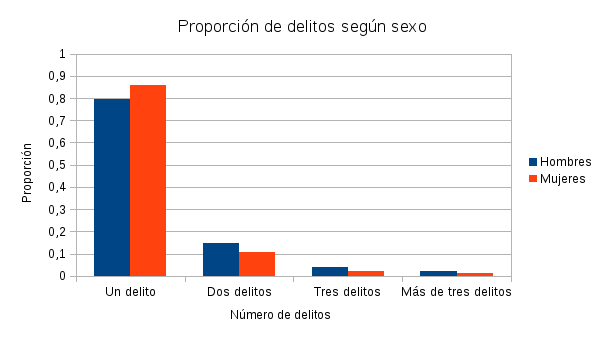 Proporción de delitos según sexo
1
0,9
0,8
0,7
0,6
0,5
0,4
0,3
0,2
0,1
0
Proporción
Un delito
Dos delitos
Tres delitos
Más de tres delitos
Número de delitos
Hombres
Mujeres